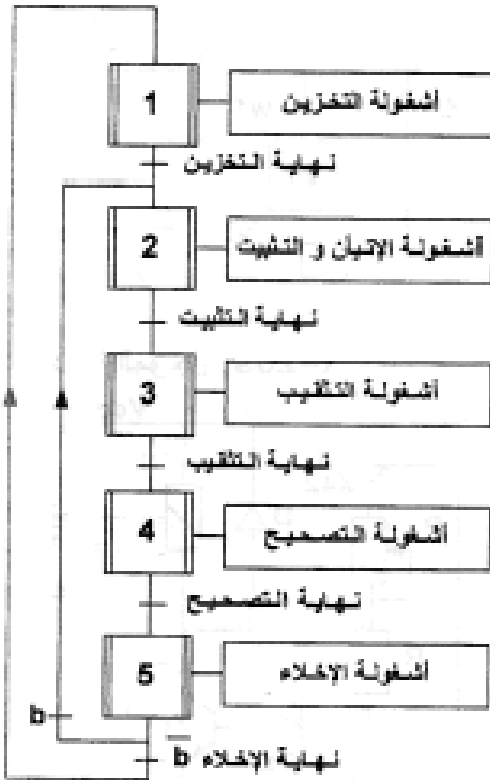 1 أشغولة التخزين
نهاية التخزين
2 أشغولة الإتيان و التثبيت
نهاية التثبيت
3 أشغولة التثقيب
نهاية التثقيب
4 أشغولة التصحيح
نهاية التصحيح
5 أشغولة الإخلاء
b
نهاية الإخلاء b̅